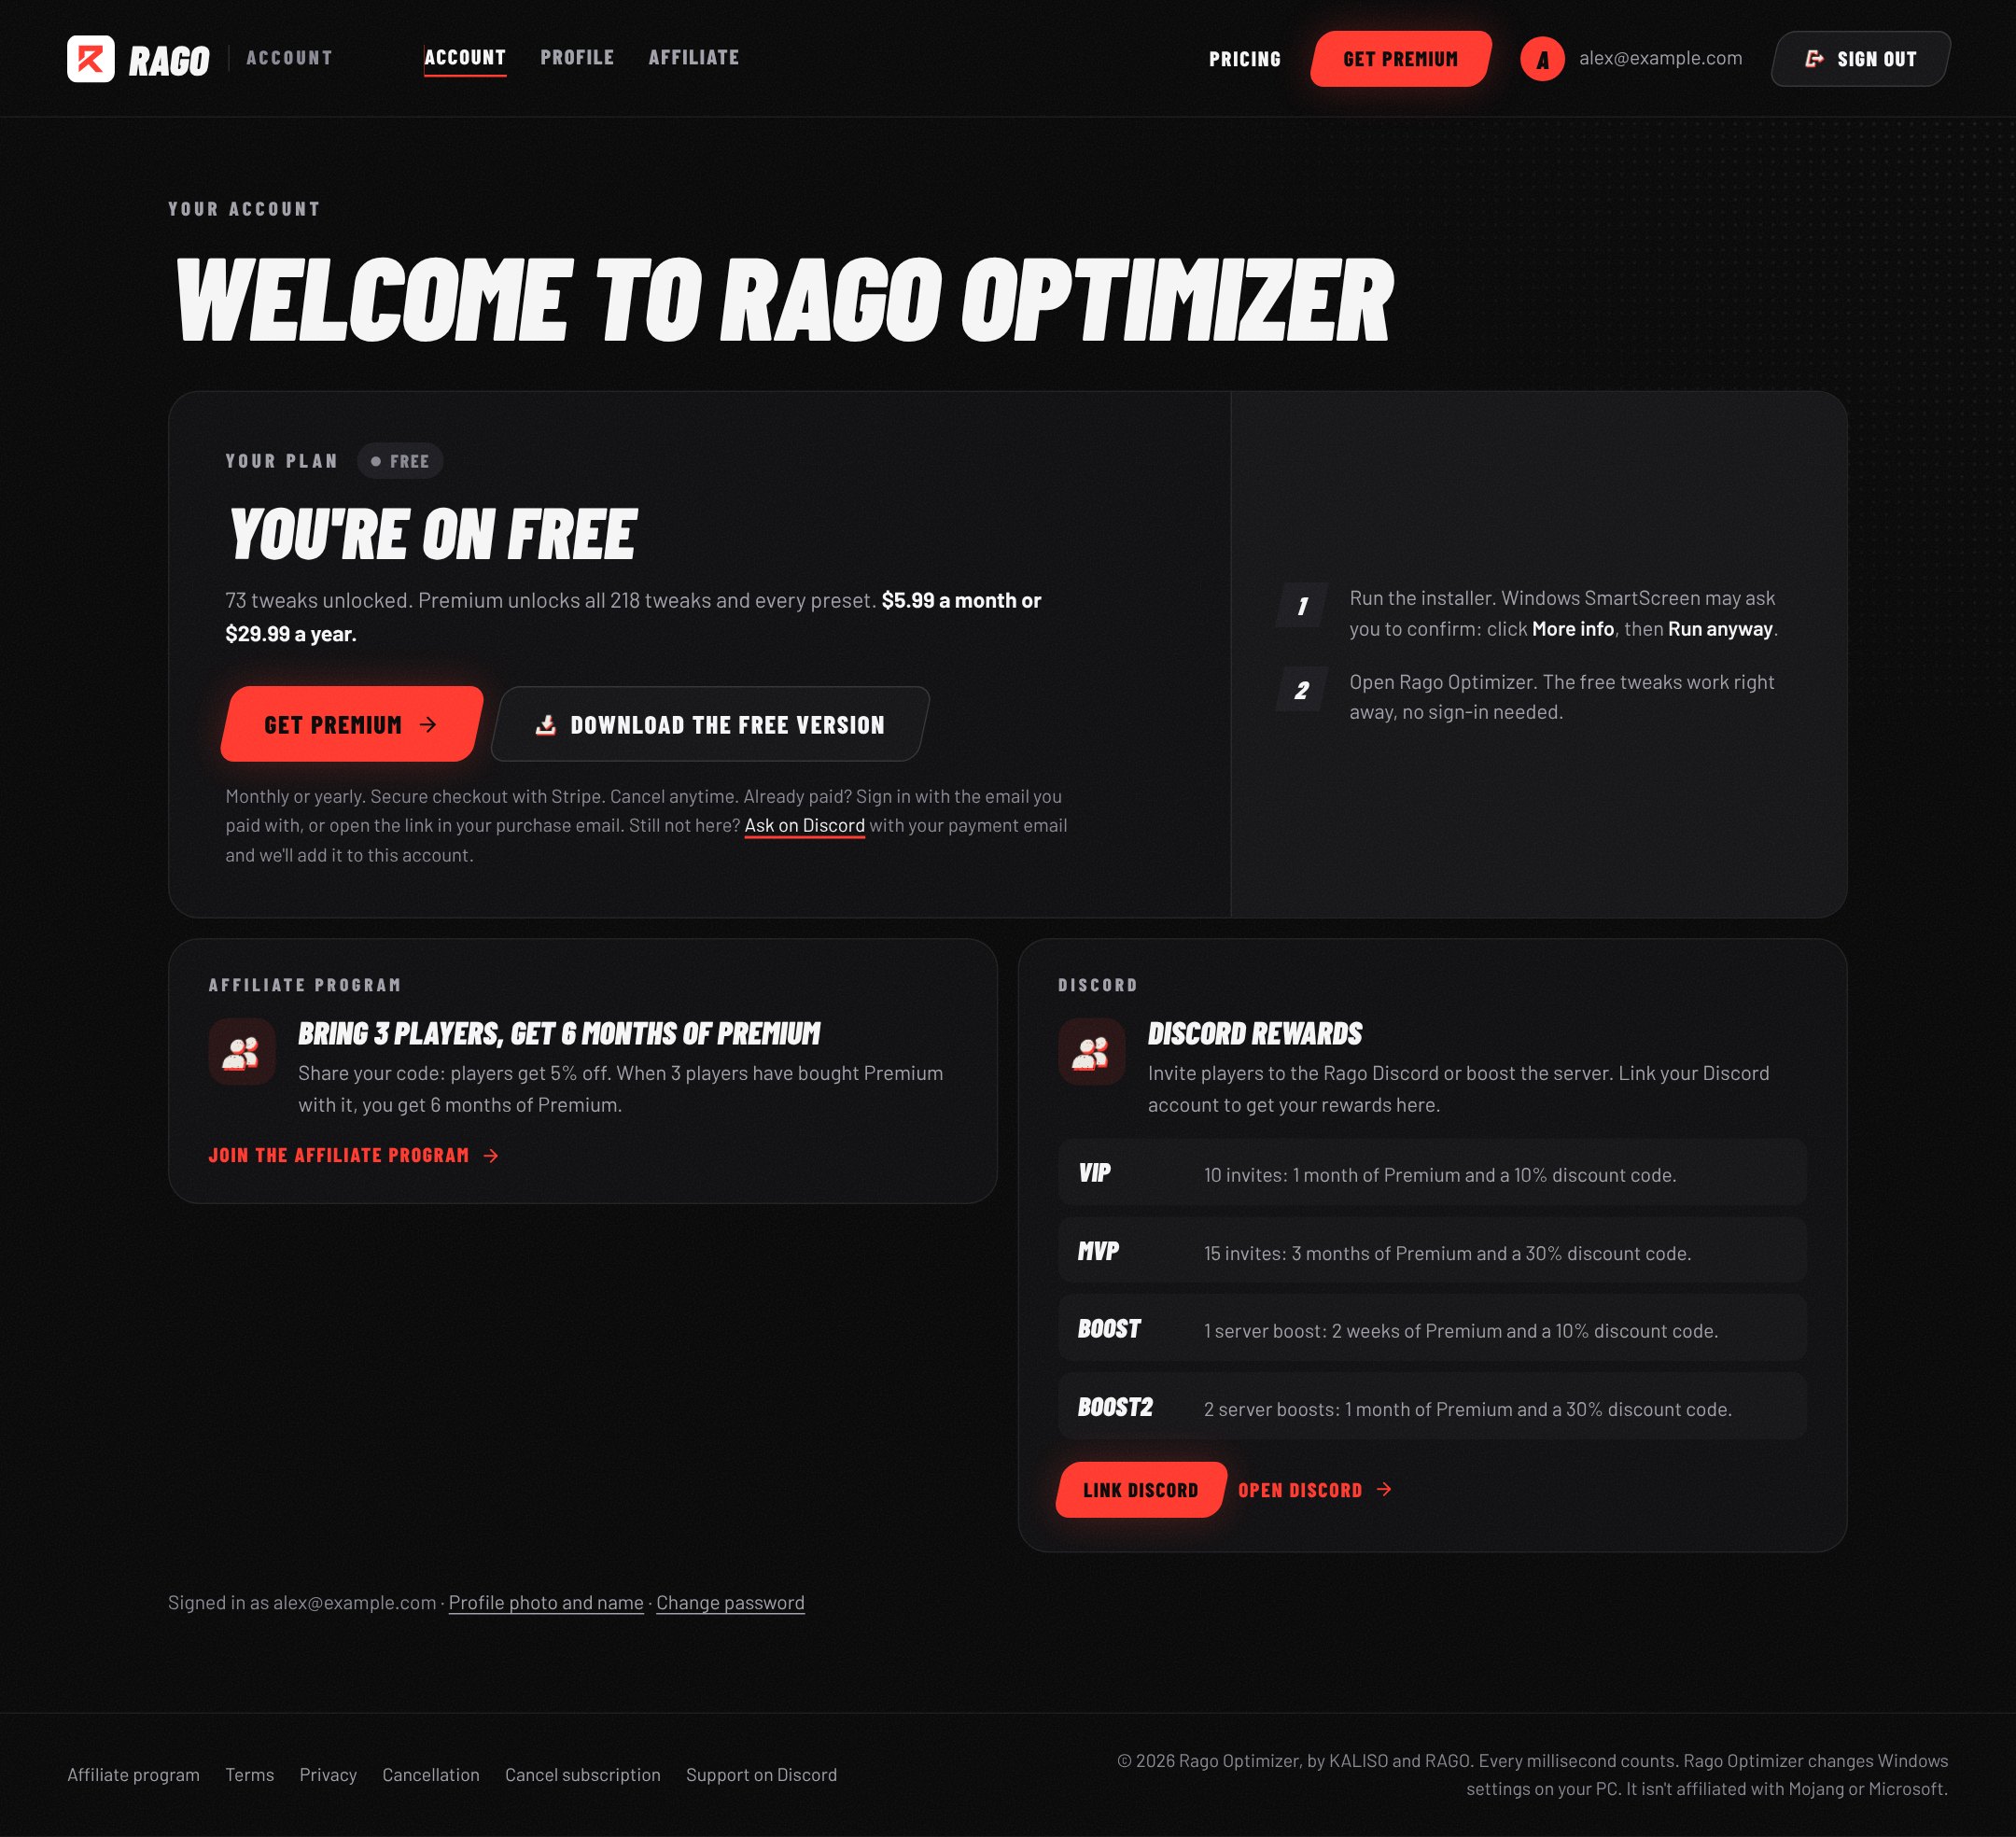 RAGO ACCOUNT ACCOUNT PROFILE AFFILIATE PRICING GET PREMIUM A alex@example.com SIGN OUT
YOUR ACCOUNT
WELCOME TO RAGO OPTIMIZER
YOUR PLAN FREE
YOU'RE ON FREE
73 tweaks unlocked. Premium unlocks all 218 tweaks and every preset. $5.99 a month or
$29.99 a year.
GET PREMIUM → DOWNLOAD THE FREE VERSION
Monthly or yearly. Secure checkout with Stripe. Cancel anytime. Already paid? Sign in with the email you
paid with, or open the link in your purchase email. Still not here? Ask on Discord with your payment email
and we'll add it to this account.
1 Run the installer. Windows SmartScreen may ask
you to confirm: click More info, then Run anyway.
2 Open Rago Optimizer. The free tweaks work right
away, no sign-in needed.
AFFILIATE PROGRAM
BRING 3 PLAYERS, GET 6 MONTHS OF PREMIUM
Share your code: players get 5% off. When 3 players have bought Premium
with it, you get 6 months of Premium.
JOIN THE AFFILIATE PROGRAM →
DISCORD
DISCORD REWARDS
Invite players to the Rago Discord or boost the server. Link your Discord
account to get your rewards here.
VIP 10 invites: 1 month of Premium and a 10% discount code.
MVP 15 invites: 3 months of Premium and a 30% discount code.
BOOST 1 server boost: 2 weeks of Premium and a 10% discount code.
BOOST2 2 server boosts: 1 month of Premium and a 30% discount code.
LINK DISCORD OPEN DISCORD →
Signed in as alex@example.com · Profile photo and name · Change password
Affiliate program Terms Privacy Cancellation Cancel subscription Support on Discord
© 2026 Rago Optimizer, by KALISO and RAGO. Every millisecond counts. Rago Optimizer changes Windows
settings on your PC. It isn't affiliated with Mojang or Microsoft.